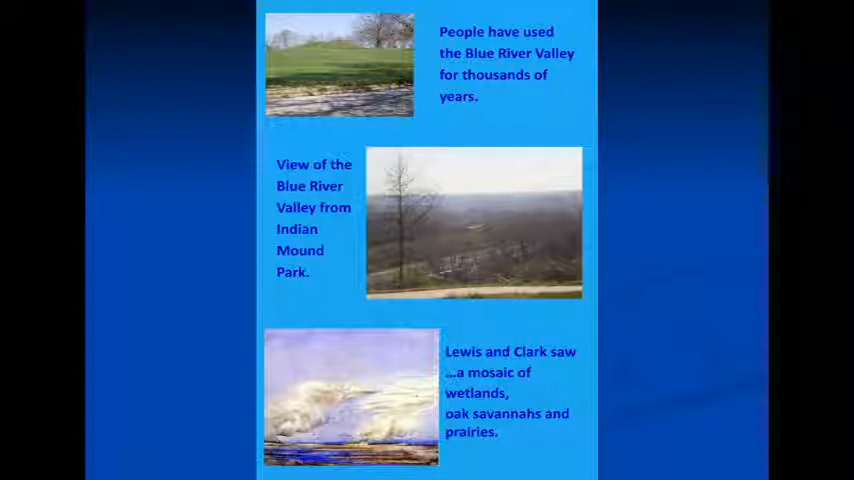 People have used
the Blue River Valley
for thousands of
years.
View of the
Blue River
Valley from
Indian
Mound
Park.
Lewis and Clark saw
...a mosaic of
wetlands,
oak savannahs and
prairies.